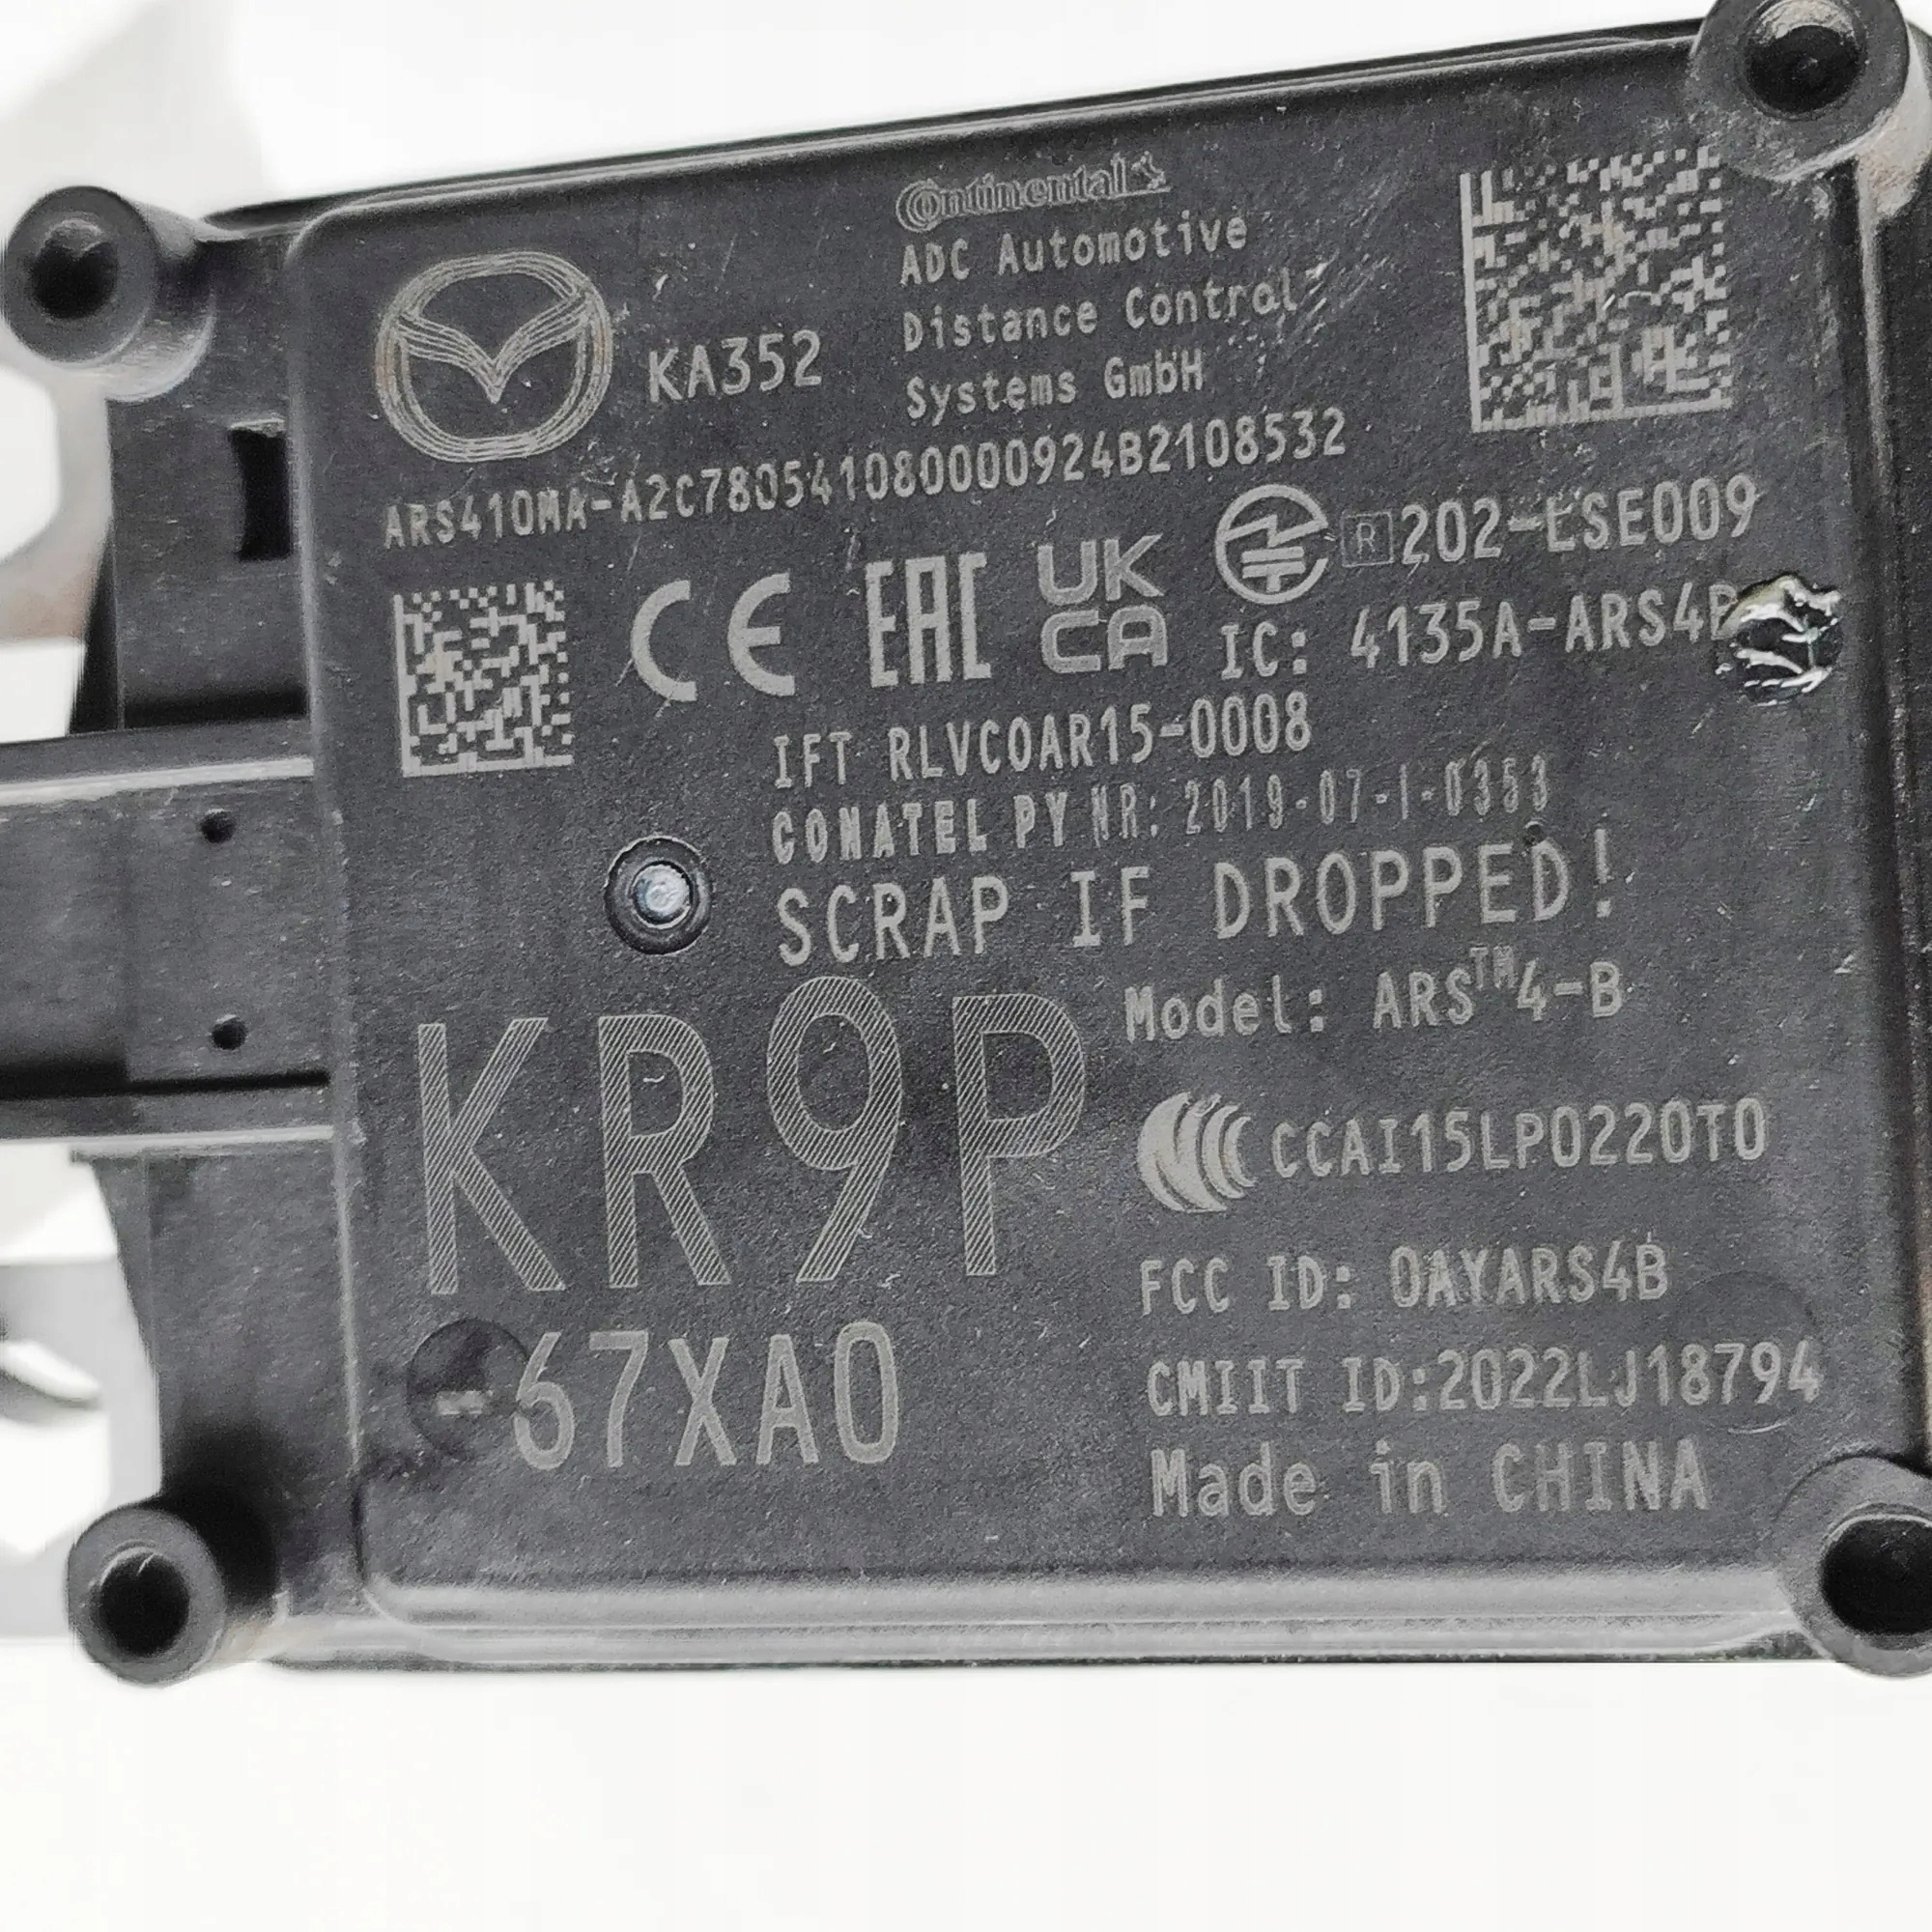 Continental
ADC Automotive
Distance Control
Systems GmbH
KA352
ARS410MA-A2C780541080000924B2108532
R 202-LSE009
CE EAC UK
CA
IC: 4135A-ARS4B
IFT RLVCOAR15-0008
CONATEL PY NR: 2019-07-I-0353
SCRAP IF DROPPED!
Model: ARS™4-B
KR9P
CCAI15LP0220T0
FCC ID: OAYARS4B
-67XA0
CMIIT ID:2022LJ18794
Made in CHINA